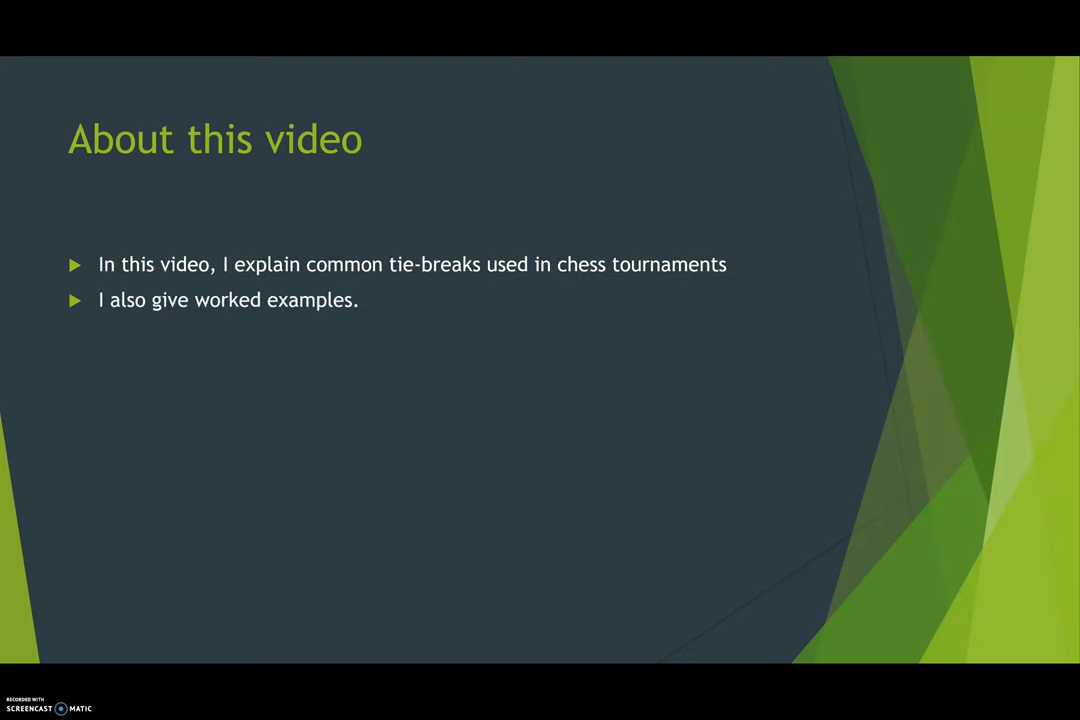 About this video
In this video, I explain common tie-breaks used in chess tournaments
I also give worked examples.
RECORDED WITH
SCREENCAST MATIC